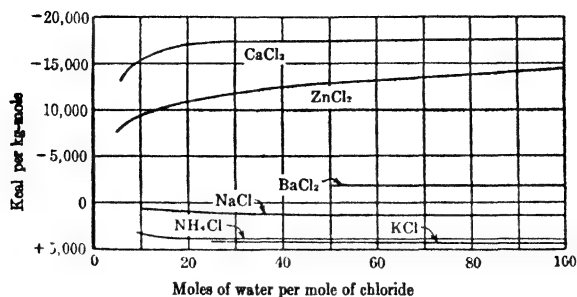 -20,000
-15,000
10,000
-5,000
0
+5,000
Kcal per kg-mole
CaCl₂
ZnCl₂
BaCl₂
NaCl
NH₄Cl
KCl
0 20 40 60 80 100
Moles of water per mole of chloride